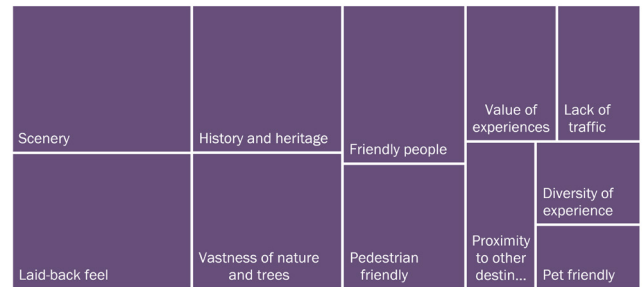 Scenery
History and heritage
Friendly people
Value of
experiences
Lack of
traffic
Laid-back feel
Vastness of nature
and trees
Pedestrian
friendly
Proximity
to other
destin...
Diversity of
experience
Pet friendly